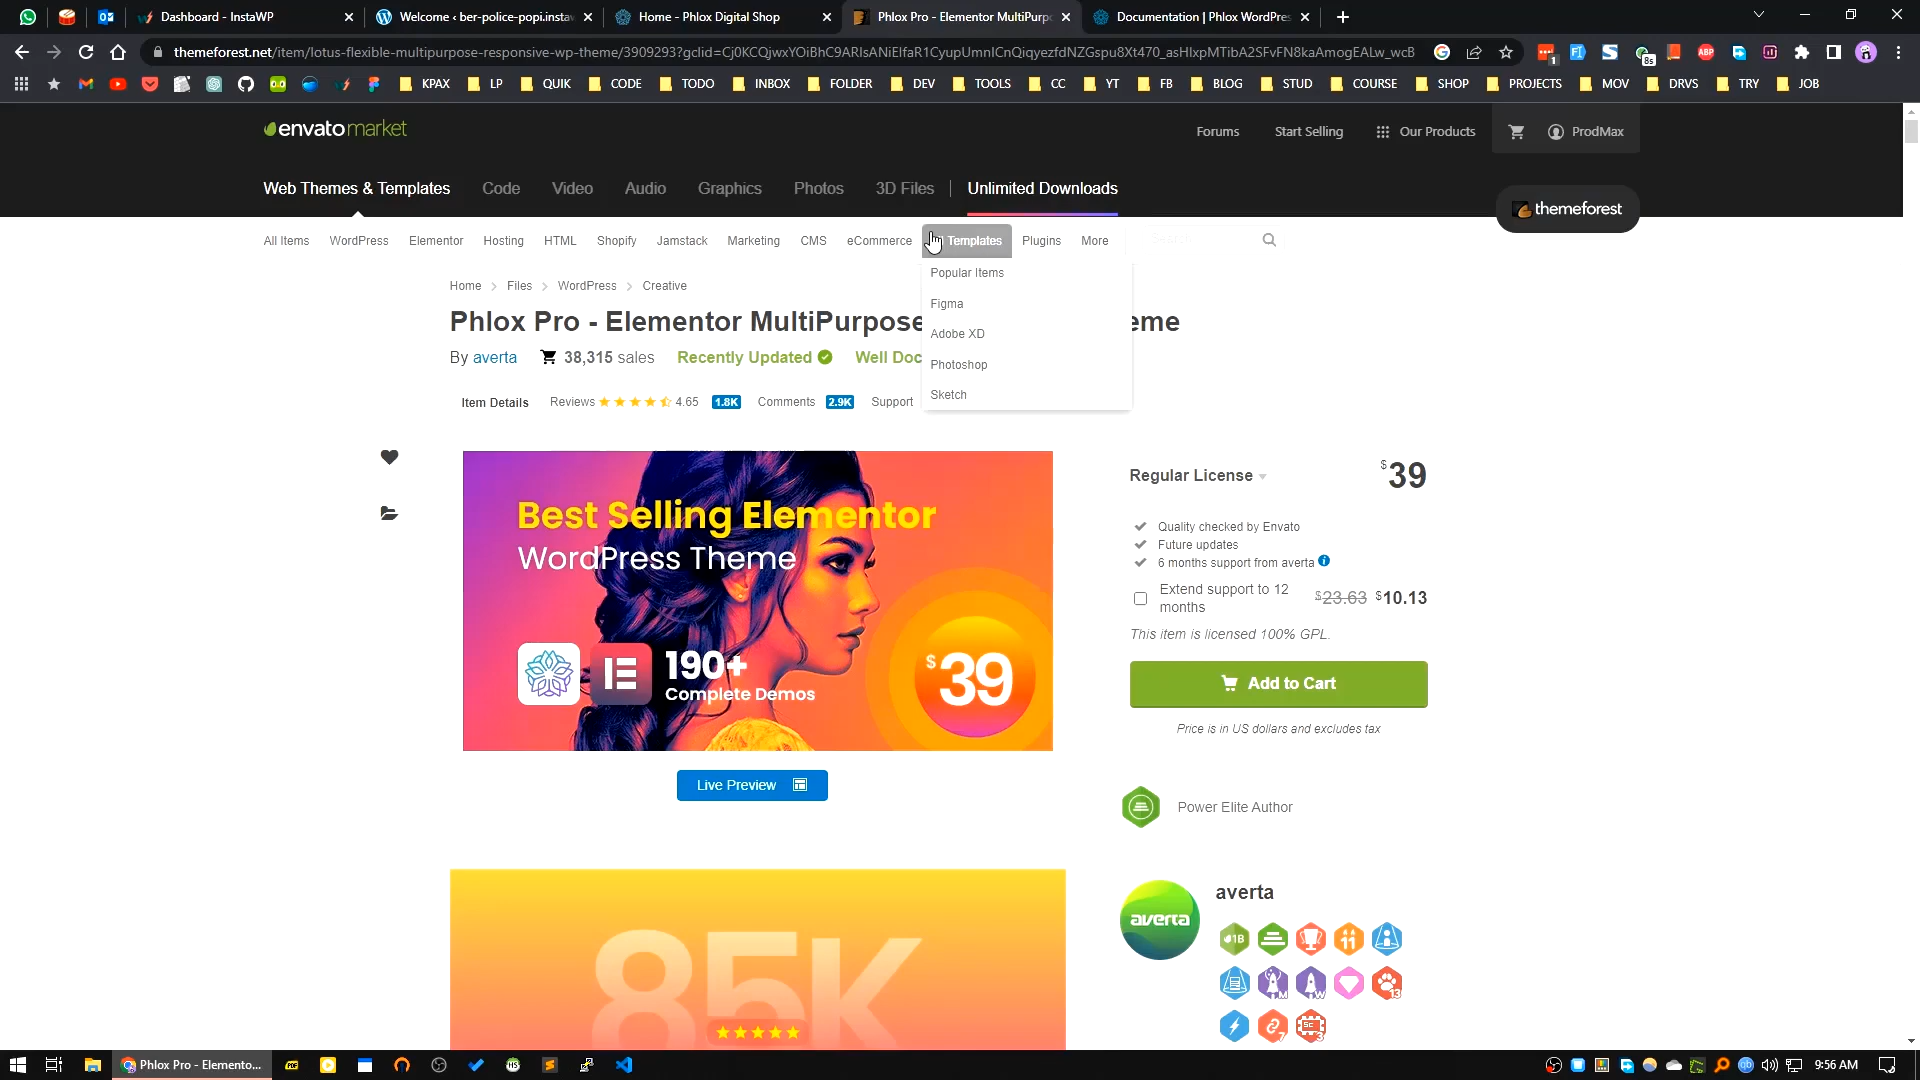 Dashboard - InstaWP
Welcome ‹ ber-police-popi.instaw
Home - Phlox Digital Shop
Phlox Pro - Elementor MultiPurpo
Documentation | Phlox WordPres
themeforest.net/item/lotus-flexible-multipurpose-responsive-wp-theme/3909293?gclid=Cj0KCQjwxYOiBhC9ARIsANiEIfaR1CyupUmnICnQiqyezfdNZGspu8Xt470_asHIxpMTibA2SFvFN8kaAmogEALw_wcB
KPAX LP QUIK CODE TODO INBOX FOLDER DEV TOOLS CC YT FB BLOG STUD COURSE SHOP PROJECTS MOV DRVS TRY JOB
envatomarket
Forums Start Selling Our Products ProdMax
Web Themes & Templates Code Video Audio Graphics Photos 3D Files Unlimited Downloads
themeforest
All Items WordPress Elementor Hosting HTML Shopify Jamstack Marketing CMS eCommerce Templates Plugins More
Popular Items
Figma
Adobe XD
Photoshop
Sketch
Home Files WordPress Creative
Phlox Pro - Elementor MultiPurpose eme
By averta 38,315 sales Recently Updated Well Doc
Item Details Reviews 4.65 1.8K Comments 2.9K Support
Best Selling Elementor
WordPress Theme
190+
Complete Demos
$39
Live Preview
Regular License $39
Quality checked by Envato
Future updates
6 months support from averta
Extend support to 12 months $23.63 $10.13
This item is licensed 100% GPL.
Add to Cart
Price is in US dollars and excludes tax
Power Elite Author
averta
averta
85K
Phlox Pro - Elemento...
9:56 AM